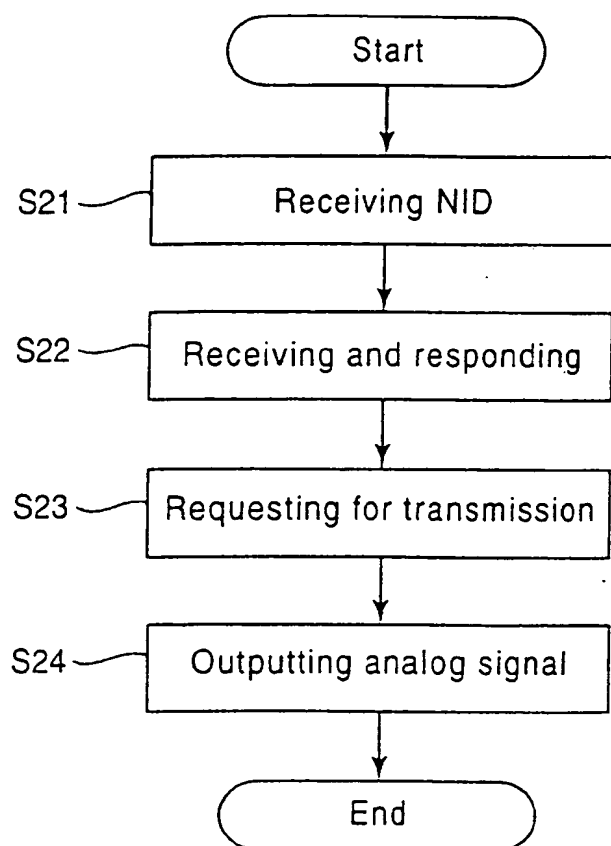 Start
S21 Receiving NID
S22 Receiving and responding
S23 Requesting for transmission
S24 Outputting analog signal
End